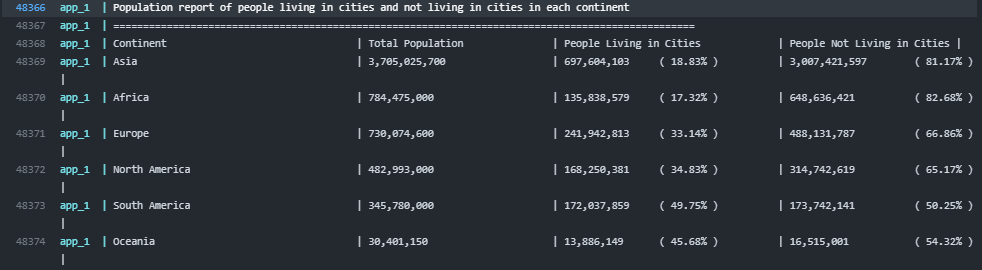 48366 app_1 | Population report of people living in cities and not living in cities in each continent
48367 app_1 | ===========================================================================================
48368 app_1 | Continent | Total Population | People Living in Cities | People Not Living in Cities |
48369 app_1 | Asia | 3,705,025,700 | 697,604,103 ( 18.83% ) | 3,007,421,597 ( 81.17% )
|
48370 app_1 | Africa | 784,475,000 | 135,838,579 ( 17.32% ) | 648,636,421 ( 82.68% )
|
48371 app_1 | Europe | 730,074,600 | 241,942,813 ( 33.14% ) | 488,131,787 ( 66.86% )
|
48372 app_1 | North America | 482,993,000 | 168,250,381 ( 34.83% ) | 314,742,619 ( 65.17% )
|
48373 app_1 | South America | 345,780,000 | 172,037,859 ( 49.75% ) | 173,742,141 ( 50.25% )
|
48374 app_1 | Oceania | 30,401,150 | 13,886,149 ( 45.68% ) | 16,515,001 ( 54.32% )
|